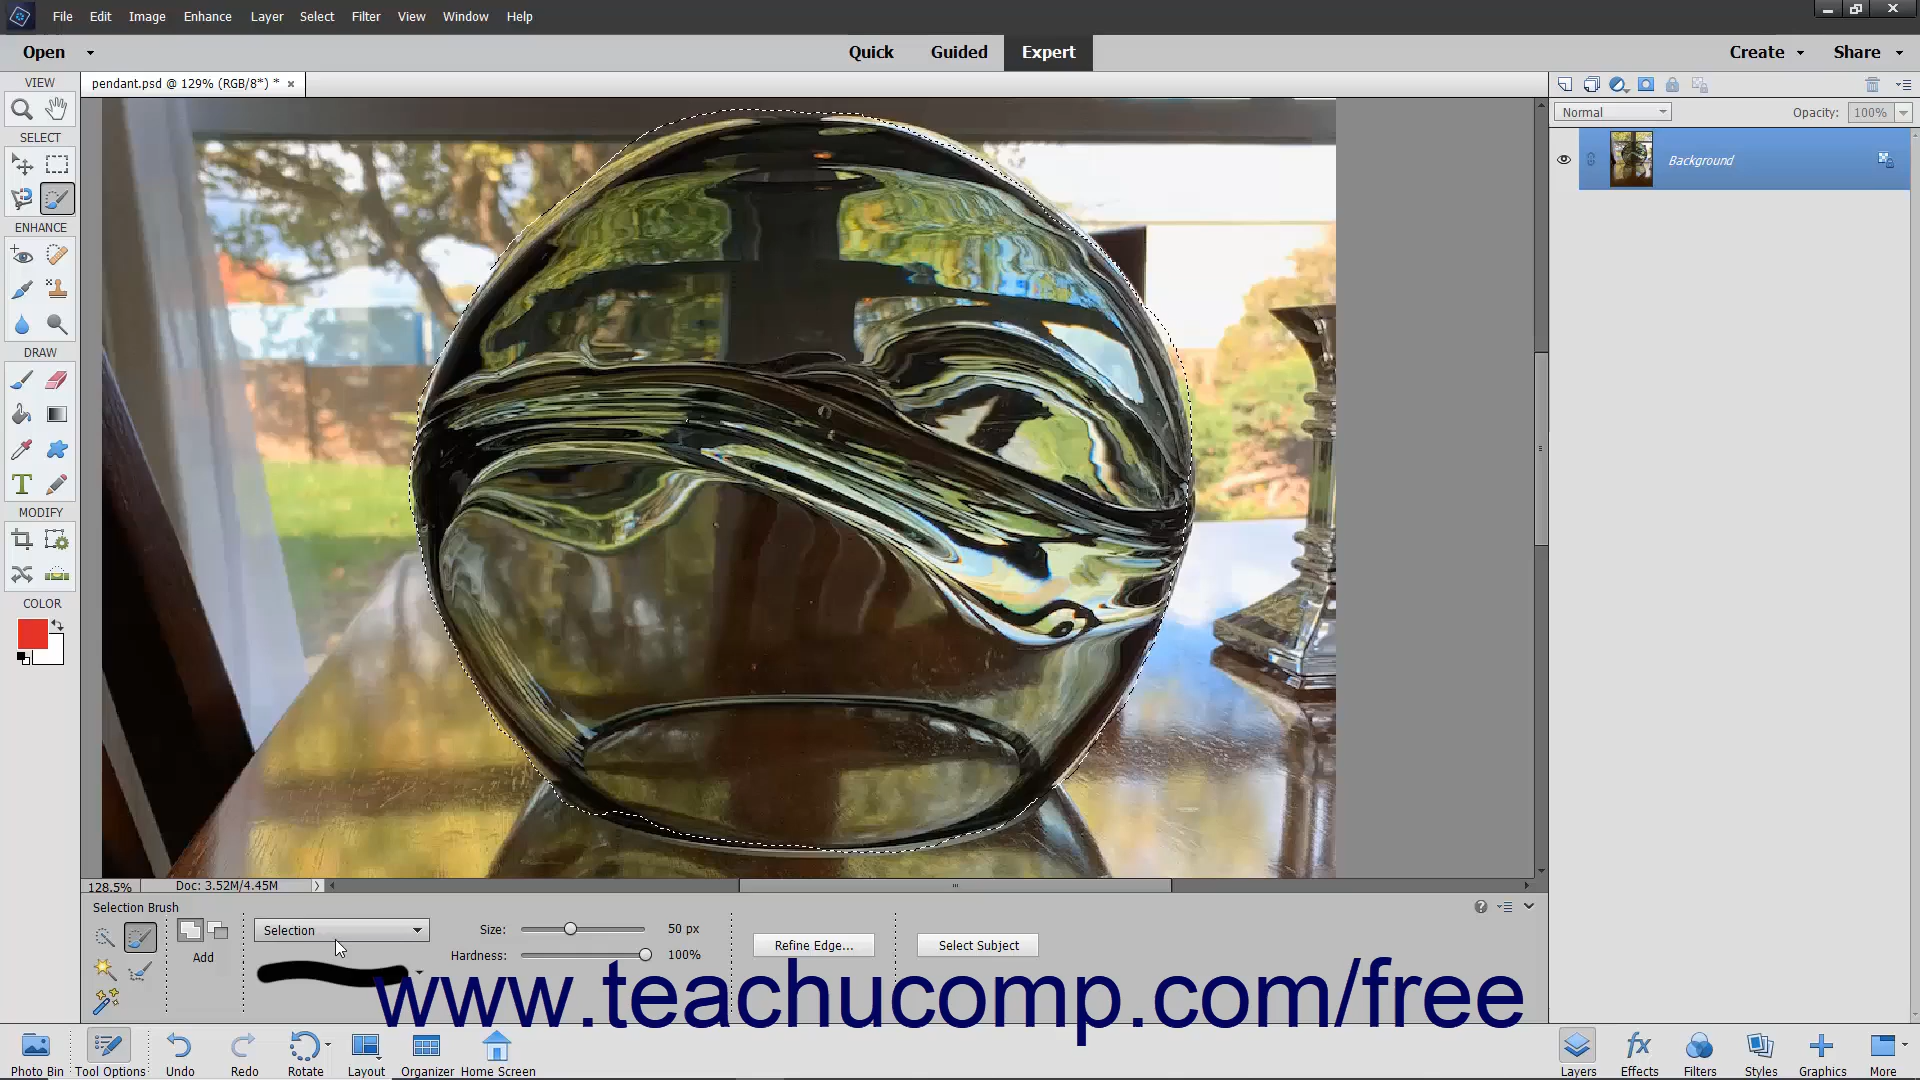 File Edit Image Enhance Layer Select Filter View Window Help
Open Quick Guided Expert Create Share
VIEW
pendant.psd @ 129% (RGB/8*) * ×
SELECT
ENHANCE
DRAW
MODIFY
COLOR
Normal Opacity: 100%
Background
128.5% Doc: 3.52M/4.45M
Selection Brush
Selection
Add
Size: 50 px
Hardness: 100%
Refine Edge... Select Subject
www.teachucomp.com/free
Photo Bin Tool Options Undo Redo Rotate Layout Organizer Home Screen Layers Effects Filters Styles Graphics More